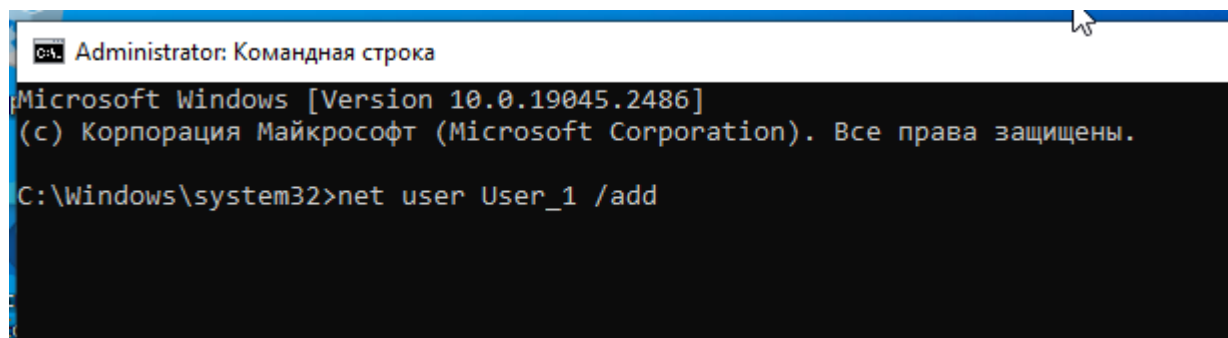 Administrator: Командная строка
Microsoft Windows [Version 10.0.19045.2486]
(c) Корпорация Майкрософт (Microsoft Corporation). Все права защищены.
C:\Windows\system32>net user User_1 /add